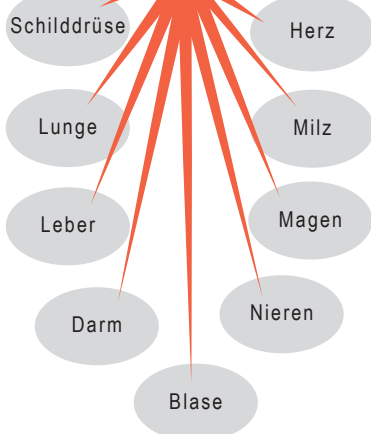 Schilddrüse
Herz
Lunge
Milz
Leber
Magen
Darm
Nieren
Blase